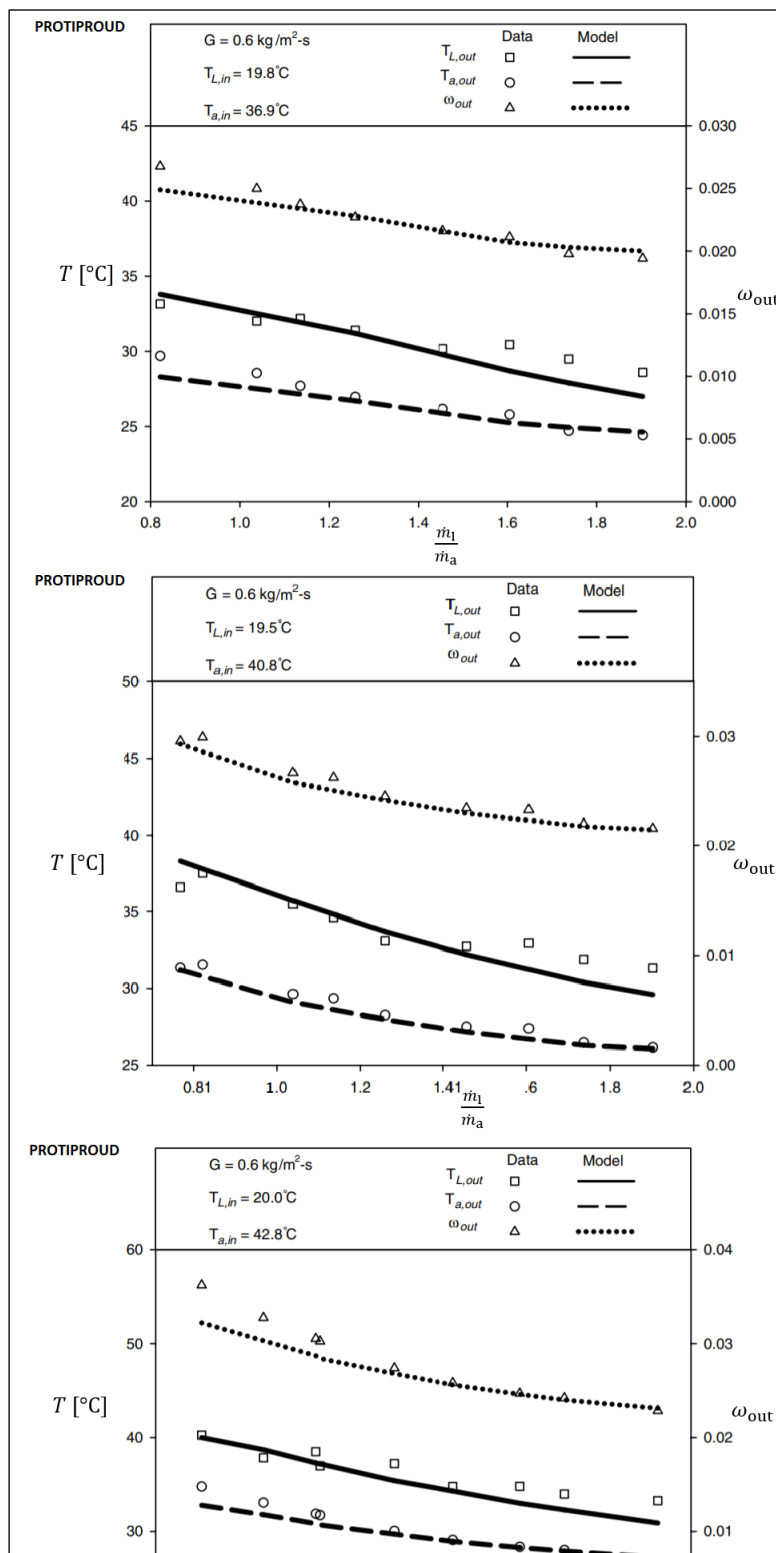 PROTIPROUD
G = 0.6 kg/m²-s Data Model
T_L,out
T_L,in = 19.8°C T_a,out
ω_out
T_a,in = 36.9°C
45 0.030
0.025
40
0.020
35
T [°C] 0.015 ω_out
30
0.010
25
0.005
20 0.000
0.8 1.0 1.2 1.4 1.6 1.8 2.0
ṁ_l
ṁ_a
PROTIPROUD
G = 0.6 kg/m²-s Data Model
T_L,out
T_L,in = 19.5°C T_a,out
ω_out
T_a,in = 40.8°C
50
0.03
45
40 0.02
T [°C] ω_out
35
0.01
30
25 0.00
0.81 1.0 1.2 1.41 .6 1.8 2.0
ṁ_l
ṁ_a
PROTIPROUD
G = 0.6 kg/m²-s Data Model
T_L,out
T_L,in = 20.0°C T_a,out
ω_out
T_a,in = 42.8°C
60 0.04
50 0.03
T [°C] ω_out
40 0.02
30 0.01